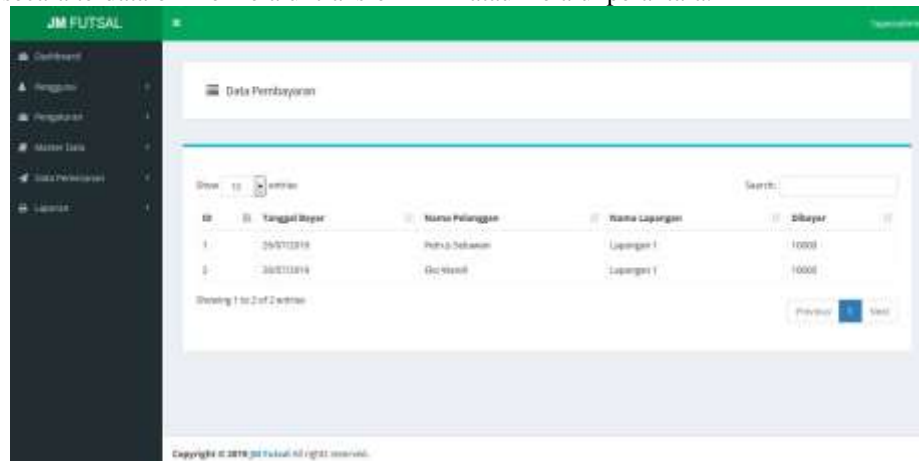 JM FUTSAL
Dashboard
Pengguna
Pengaturan
Master Data
Data Pemesanan
Laporan
Data Pembayaran
Show 10 entries
Search:
ID Tanggal Bayar Nama Pelanggan Nama Lapangan Dibayar
1 Lapangan 1 10000
2 Lapangan 1 10000
Showing 1 to 2 of 2 entries
Previous 1 Next
Copyright © 2019 JM Futsal All rights reserved.